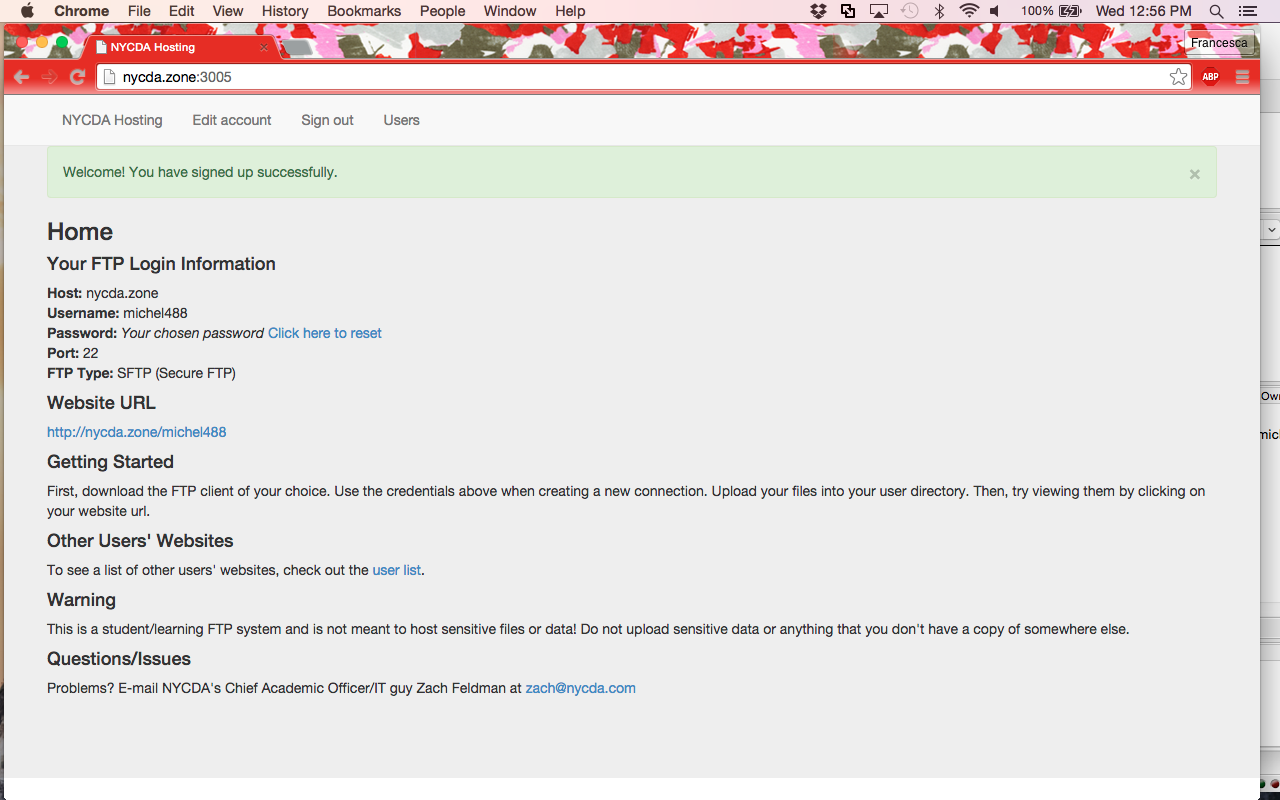 Chrome File Edit View History Bookmarks People Window Help 100% Wed 12:56 PM
NYCDA Hosting
Francesca
nycda.zone:3005
ABP
NYCDA Hosting Edit account Sign out Users
Welcome! You have signed up successfully. ×
Home
Your FTP Login Information
Host: nycda.zone
Username: michel488
Password: Your chosen password Click here to reset
Port: 22
FTP Type: SFTP (Secure FTP)
Website URL
http://nycda.zone/michel488
Getting Started
First, download the FTP client of your choice. Use the credentials above when creating a new connection. Upload your files into your user directory. Then, try viewing them by clicking on
your website url.
Other Users' Websites
To see a list of other users' websites, check out the user list.
Warning
This is a student/learning FTP system and is not meant to host sensitive files or data! Do not upload sensitive data or anything that you don't have a copy of somewhere else.
Questions/Issues
Problems? E-mail NYCDA's Chief Academic Officer/IT guy Zach Feldman at zach@nycda.com